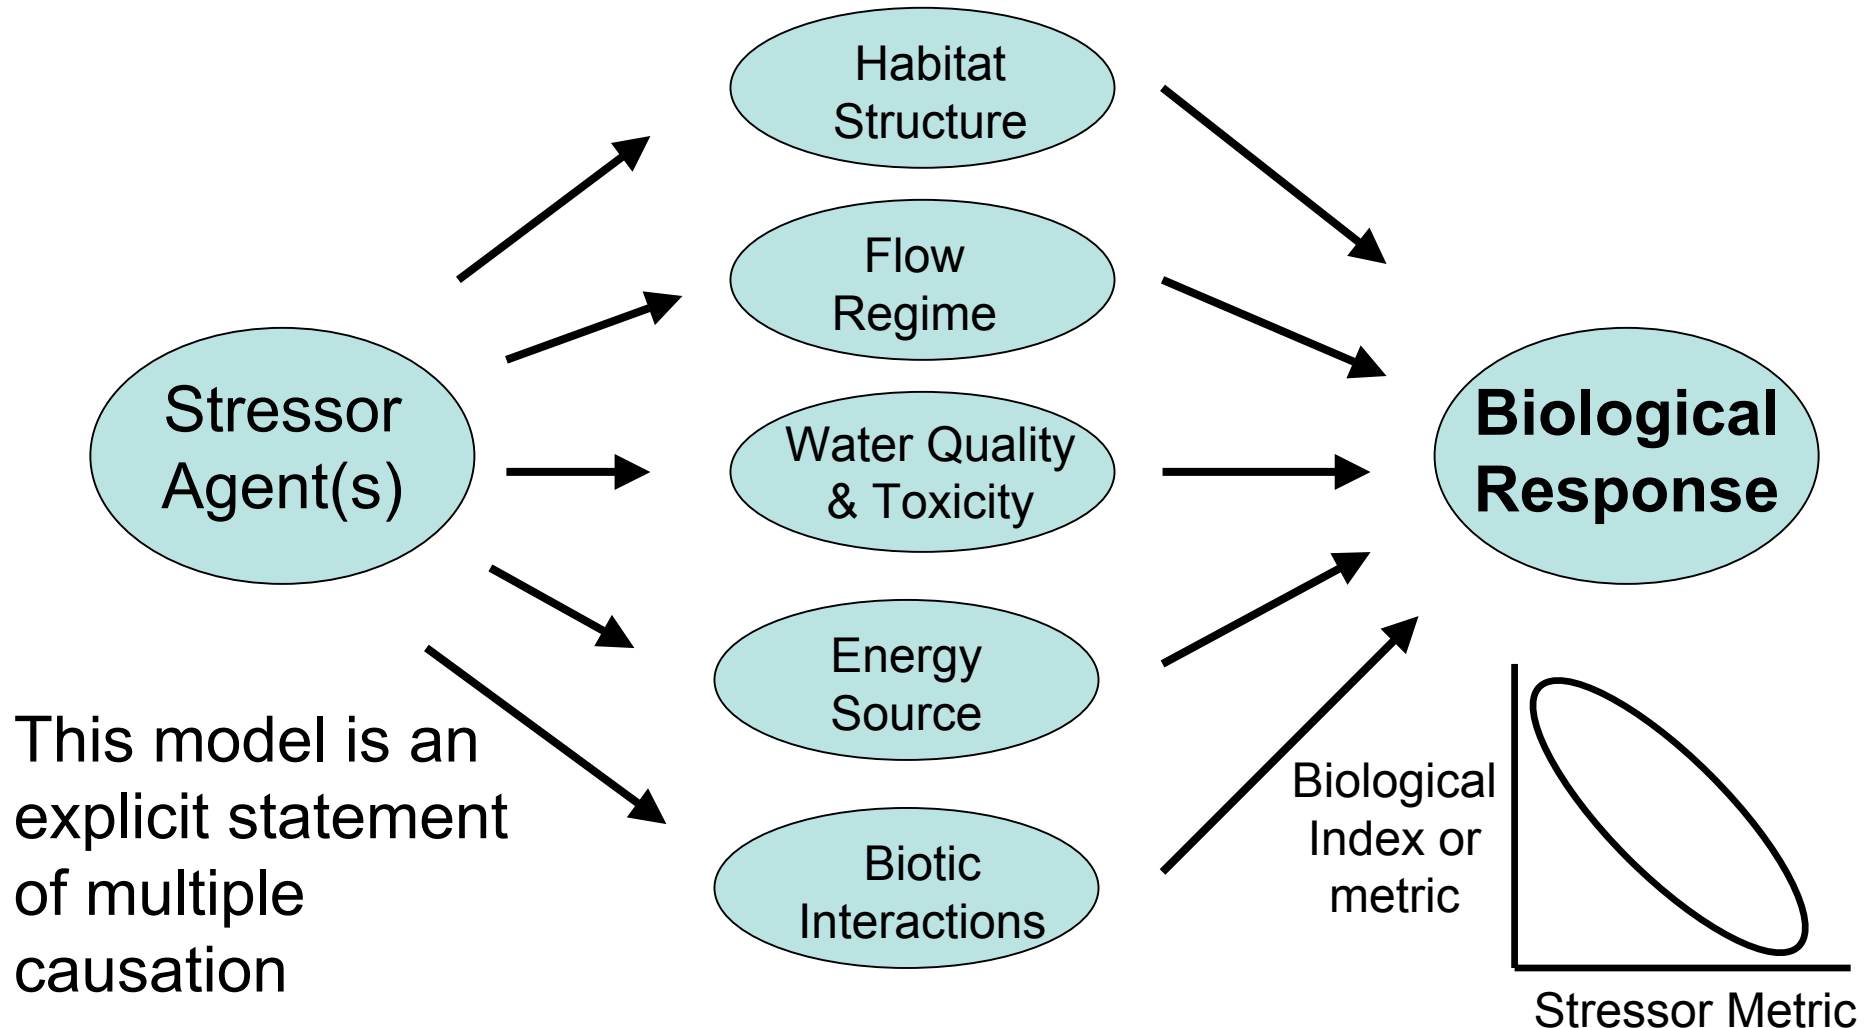 Habitat
Structure
Flow
Regime
Stressor
Agent(s)
Water Quality
& Toxicity
Biological
Response
Energy
Source
Biotic
Interactions
This model is an
explicit statement
of multiple
causation
Biological
Index or
metric
Stressor Metric